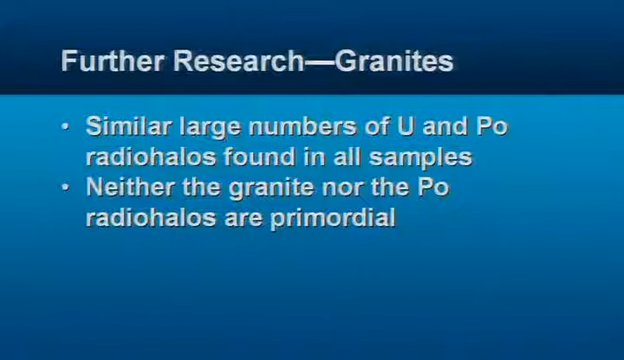 Further Research—Granites
• Similar large numbers of U and Po
radiohalos found in all samples
• Neither the granite nor the Po
radiohalos are primordial